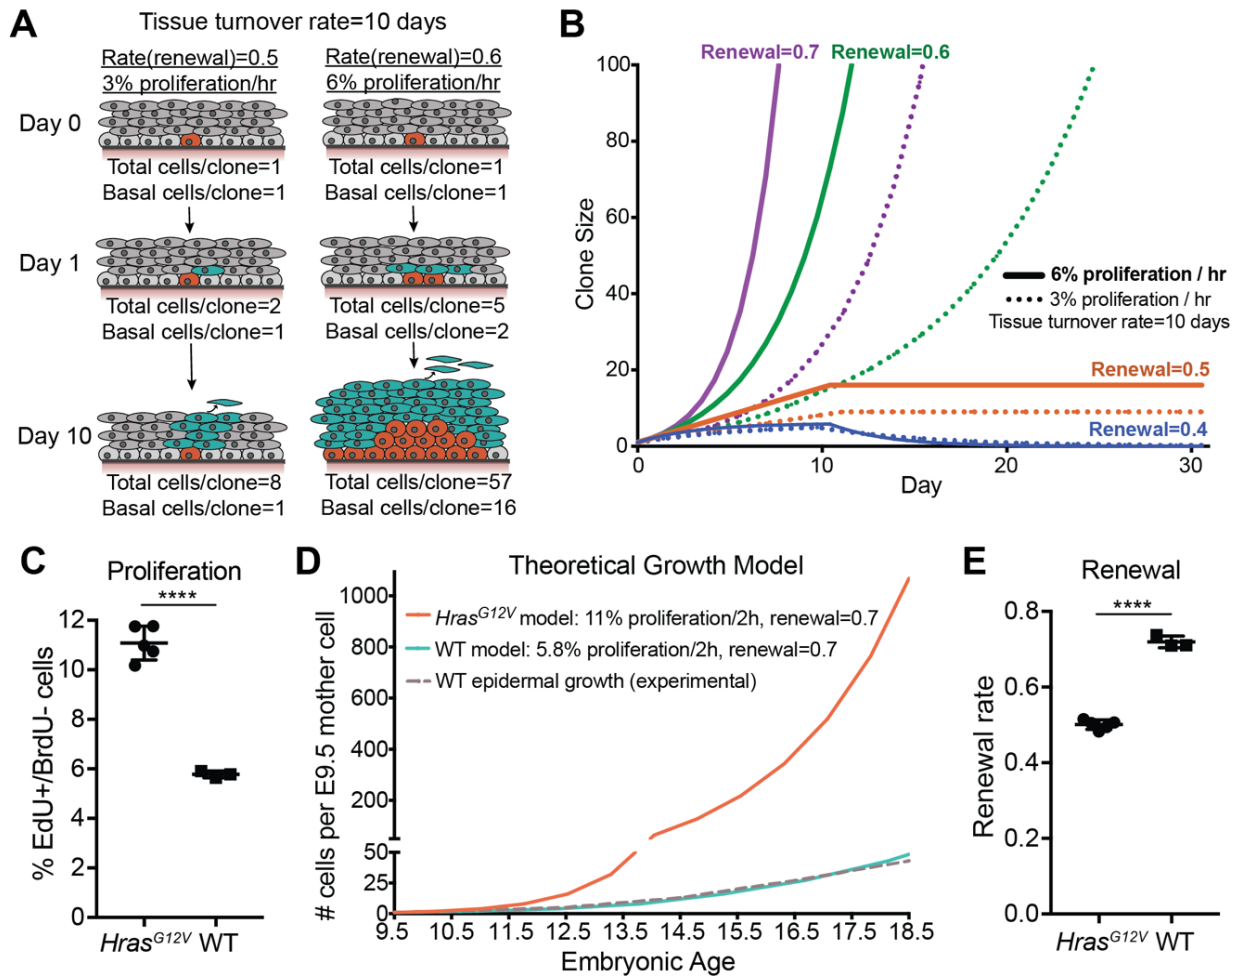 A
Tissue turnover rate=10 days
Rate(renewal)=0.5
3% proliferation/hr
Rate(renewal)=0.6
6% proliferation/hr
Day 0
Total cells/clone=1
Basal cells/clone=1
Total cells/clone=1
Basal cells/clone=1
Day 1
Total cells/clone=2
Basal cells/clone=1
Total cells/clone=5
Basal cells/clone=2
Day 10
Total cells/clone=8
Basal cells/clone=1
Total cells/clone=57
Basal cells/clone=16
B
Renewal=0.7
Renewal=0.6
100
80
60
40
20
0
Clone Size
6% proliferation / hr
3% proliferation / hr
Tissue turnover rate=10 days
Renewal=0.5
Renewal=0.4
0
10
20
30
Day
C
Proliferation
****
12
10
8
6
4
2
0
% EdU+/BrdU- cells
Hras^G12V WT
D
Theoretical Growth Model
Hras^G12V model: 11% proliferation/2h, renewal=0.7
WT model: 5.8% proliferation/2h, renewal=0.7
WT epidermal growth (experimental)
1000
800
600
400
200
50
25
0
# cells per E9.5 mother cell
9.5 10.5 11.5 12.5 13.5 14.5 15.5 16.5 17.5 18.5
Embryonic Age
E
Renewal
****
0.8
0.6
0.4
0.2
0.0
Renewal rate
Hras^G12V WT